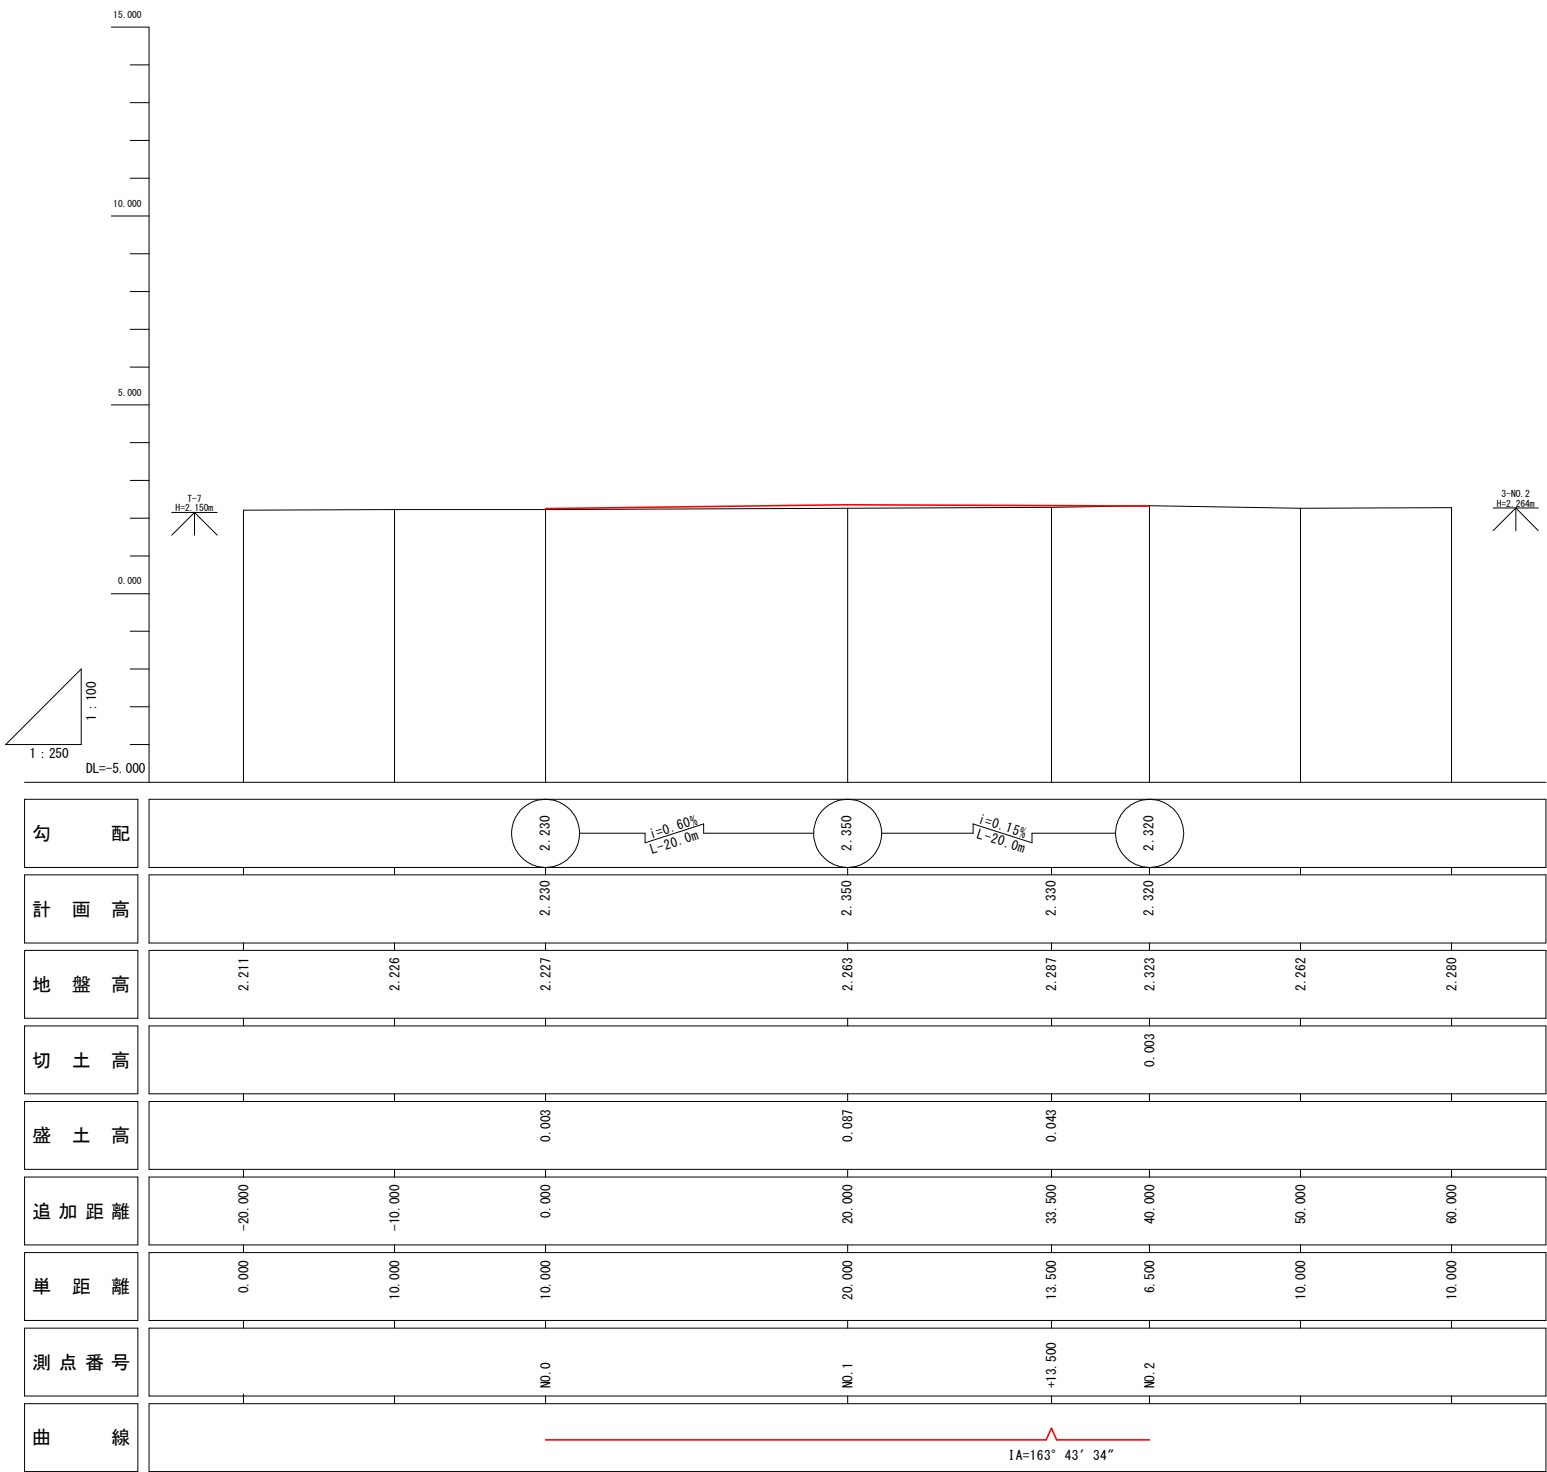 15.000
10.000
5.000
0.000
T-7
H=2.150m
3-NO.2
H=2.264m
1:100
1:250
DL=-5.000
勾配 2.230 i=0.60% L-20.0m 2.350 i=0.15% L-20.0m 2.320
計画高 2.230 2.350 2.330 2.320
地盤高 2.211 2.226 2.227 2.263 2.287 2.323 2.262 2.280
切土高 0.003
盛土高 0.003 0.087 0.043
追加距離 -20.000 -10.000 0.000 20.000 33.500 40.000 50.000 60.000
単距離 0.000 10.000 10.000 20.000 13.500 6.500 10.000 10.000
測点番号 NO.0 NO.1 +13.500 NO.2
曲線
IA=163° 43′ 34″